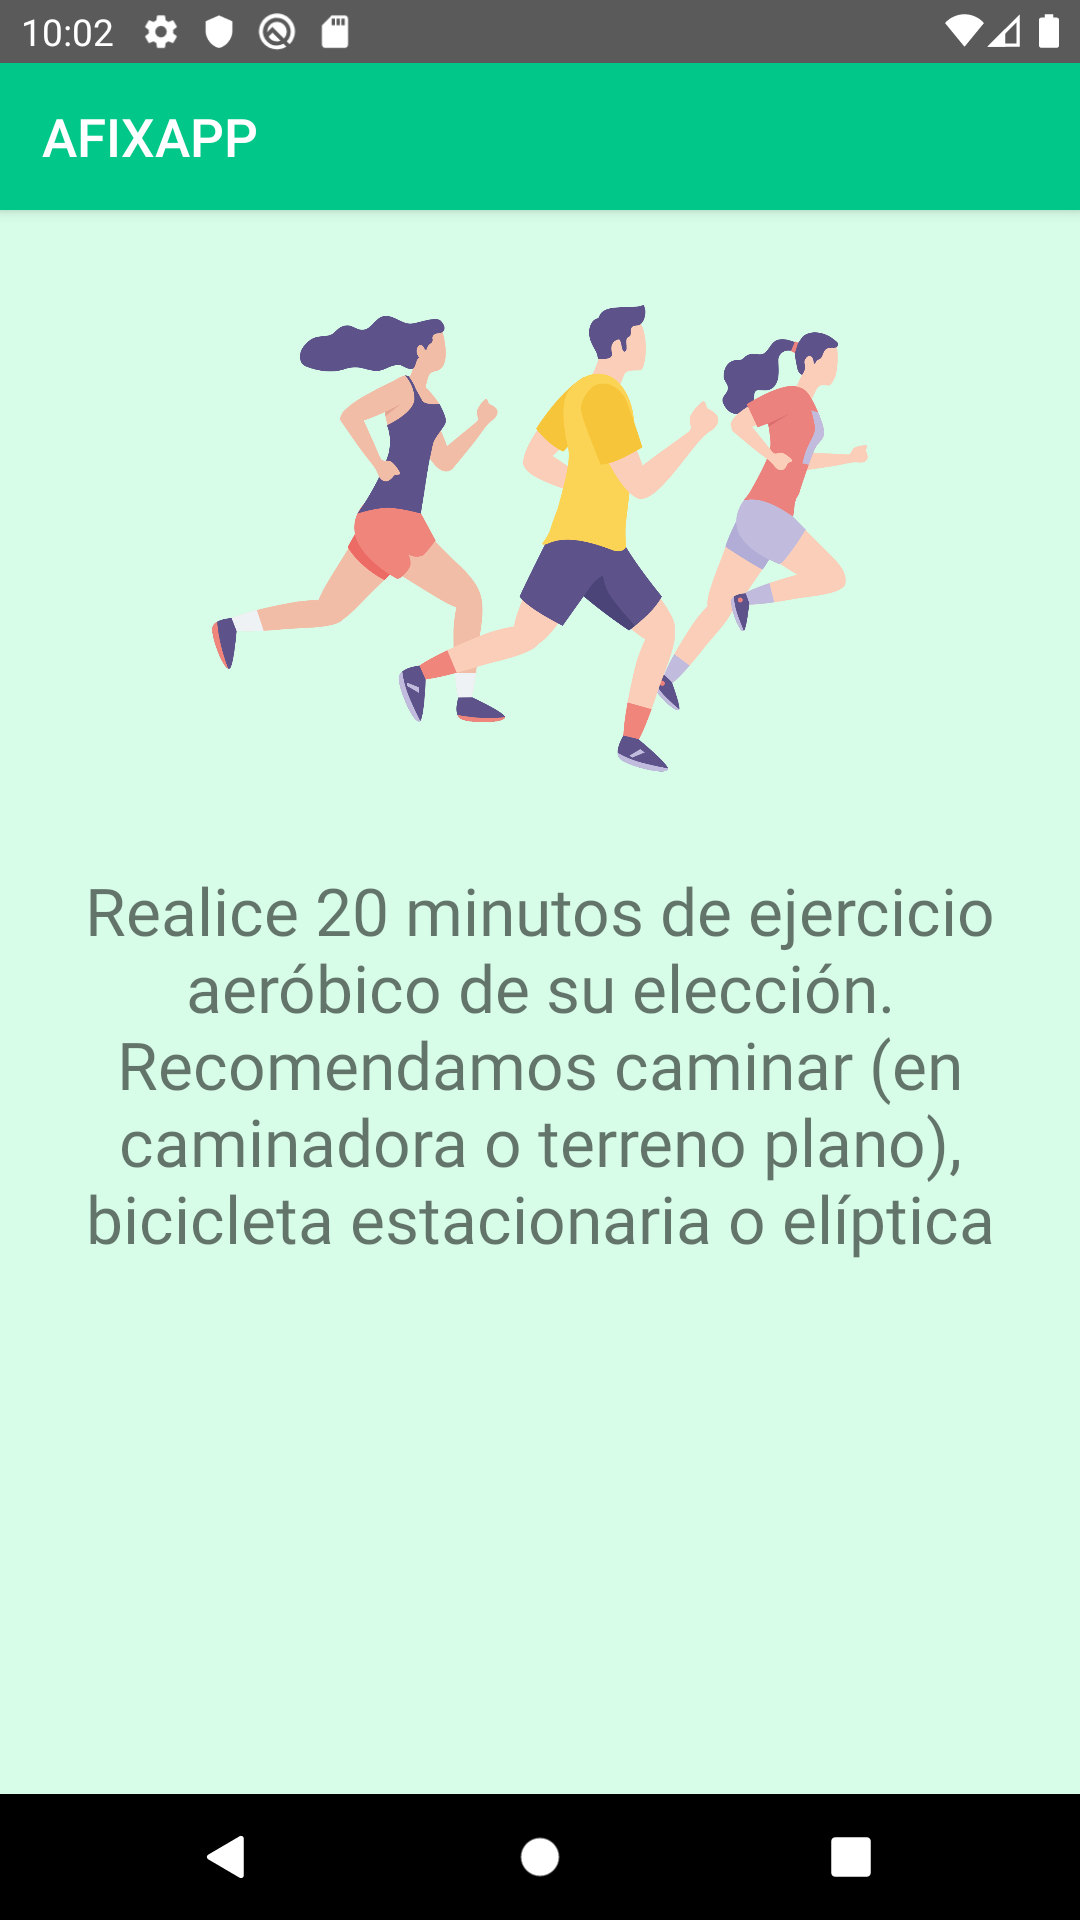 10:02
AFIXAPP
Realice 20 minutos de ejercicio
aeróbico de su elección.
Recomendamos caminar (en
caminadora o terreno plano),
bicicleta estacionaria o elíptica